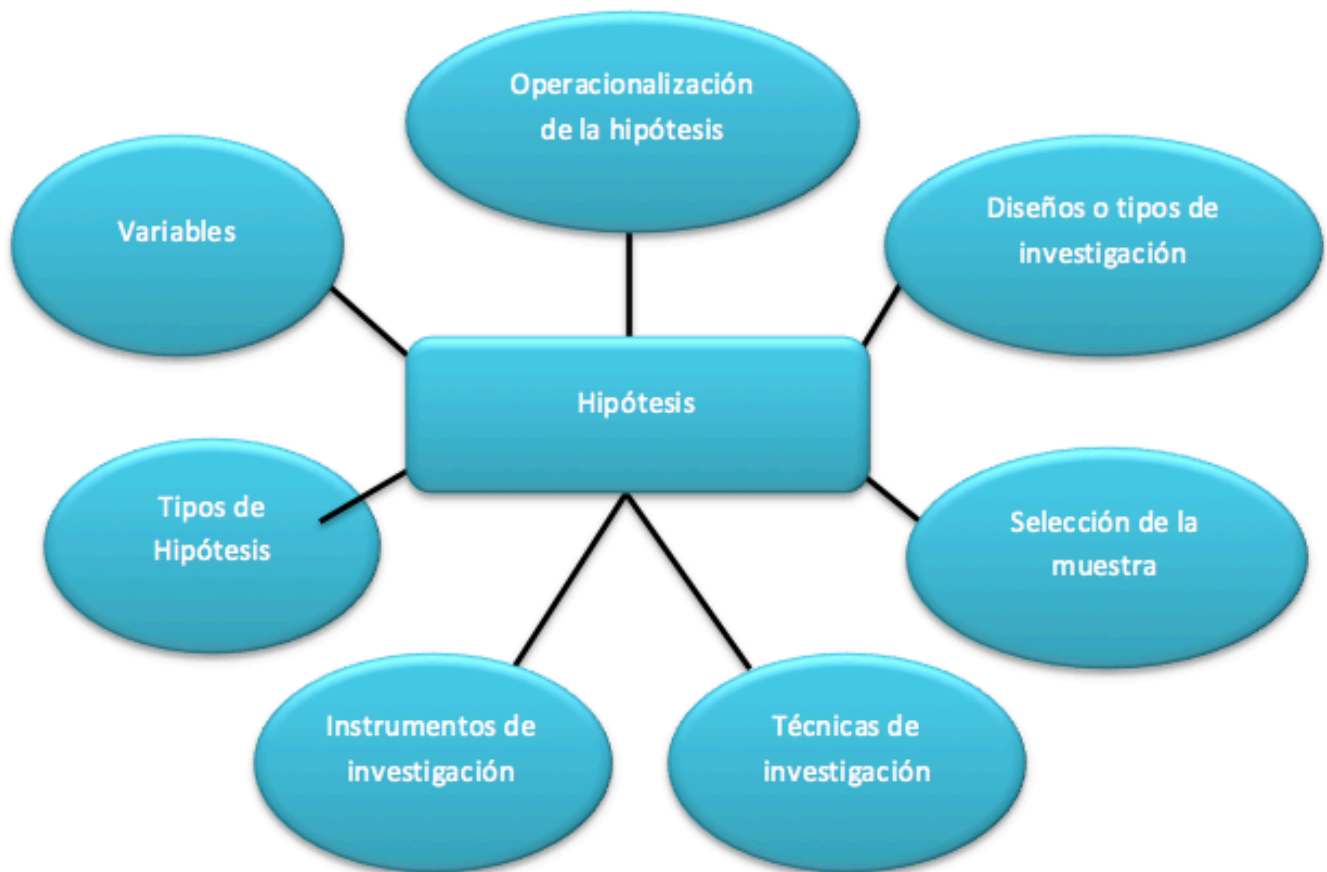 Operacionalización
de la hipótesis
Variables
Diseños o tipos de
investigación
Hipótesis
Tipos de
Hipótesis
Selección de la
muestra
Instrumentos de
investigación
Técnicas de
investigación